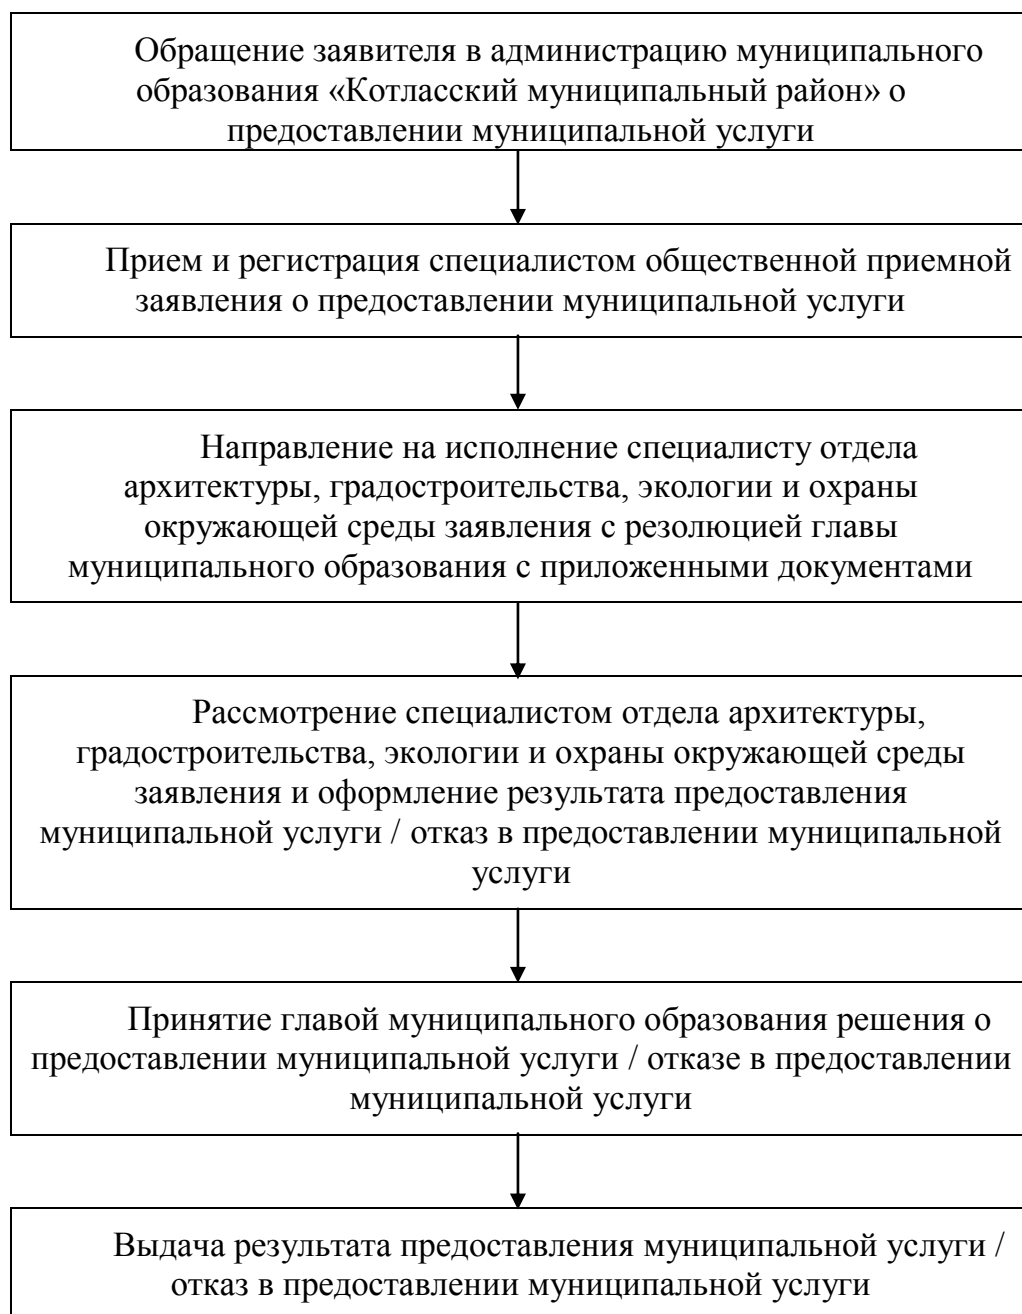 Обращение заявителя в администрацию муниципального
образования «Котласский муниципальный район» о
предоставлении муниципальной услуги
Прием и регистрация специалистом общественной приемной
заявления о предоставлении муниципальной услуги
Направление на исполнение специалисту отдела
архитектуры, градостроительства, экологии и охраны
окружающей среды заявления с резолюцией главы
муниципального образования с приложенными документами
Рассмотрение специалистом отдела архитектуры,
градостроительства, экологии и охраны окружающей среды
заявления и оформление результата предоставления
муниципальной услуги / отказ в предоставлении муниципальной
услуги
Принятие главой муниципального образования решения о
предоставлении муниципальной услуги / отказе в предоставлении
муниципальной услуги
Выдача результата предоставления муниципальной услуги /
отказ в предоставлении муниципальной услуги